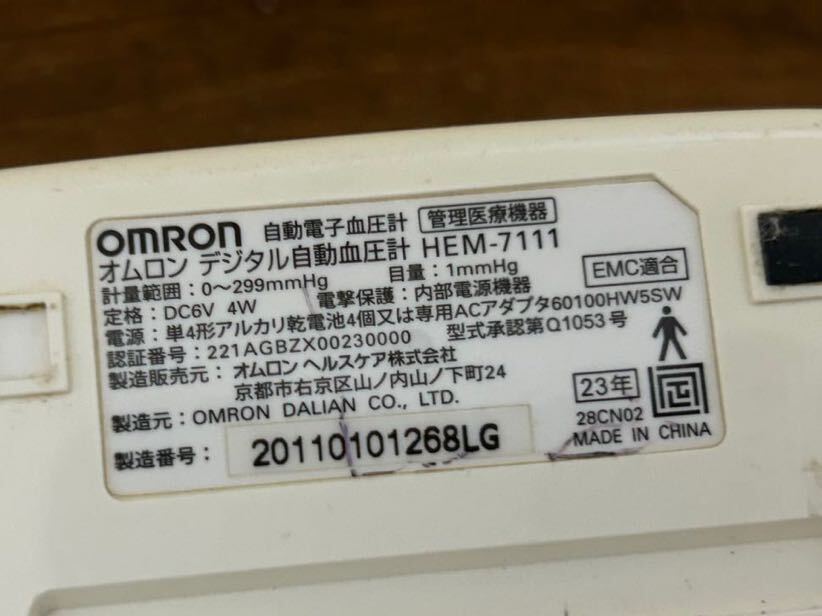 OMRON 自動電子血圧計 管理医療機器
オムロン デジタル自動血圧計 HEM-7111
計量範囲：0～299mmHg 目量：1mmHg EMC適合
定格：DC6V 4W 電撃保護：内部電源機器
電源：単4形アルカリ乾電池4個又は専用ACアダプタ60100HW5SW
認証番号：221AGBZX00230000 型式承認第Q1053号
製造販売元：オムロン ヘルスケア株式会社
京都市右京区山ノ内山ノ下町24
製造元：OMRON DALIAN CO., LTD.
23年
28CN02
製造番号：20110101268LG
MADE IN CHINA